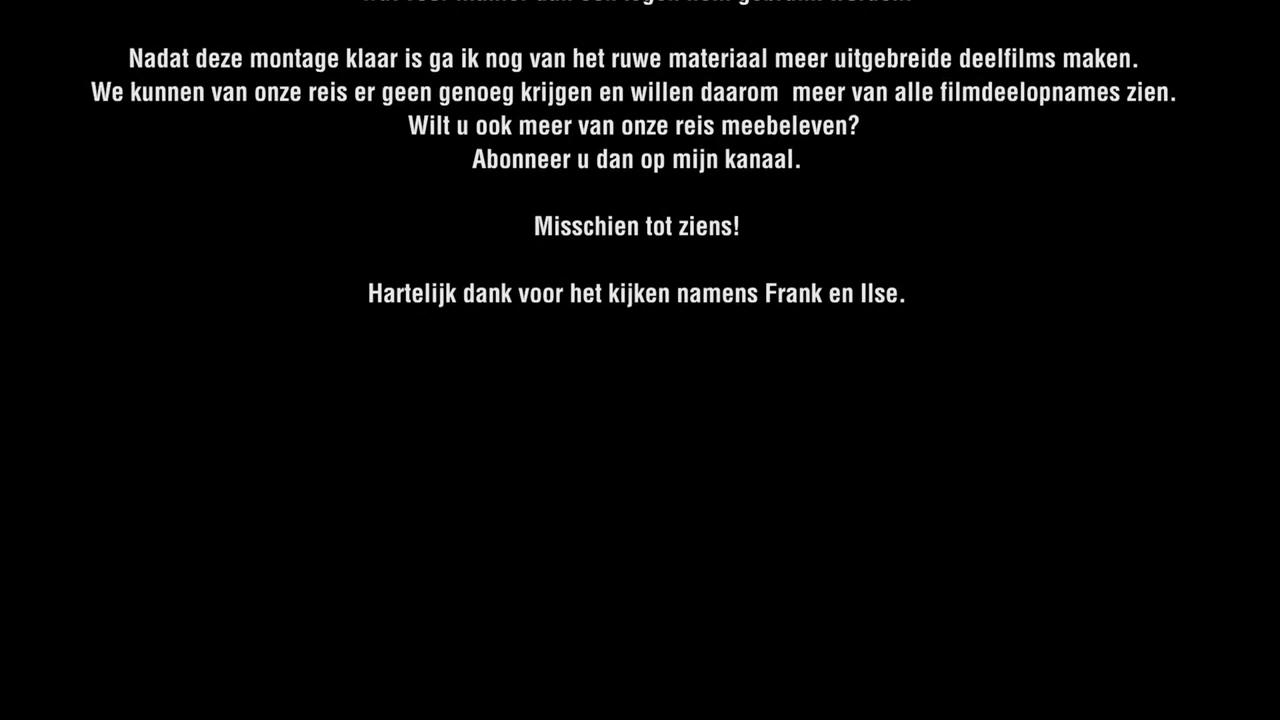 Nadat deze montage klaar is ga ik nog van het ruwe materiaal meer uitgebreide deelfilms maken.
We kunnen van onze reis er geen genoeg krijgen en willen daarom  meer van alle filmdeelopnames zien.
Wilt u ook meer van onze reis meebeleven?
Abonneer u dan op mijn kanaal.
Misschien tot ziens!
Hartelijk dank voor het kijken namens Frank en Ilse.